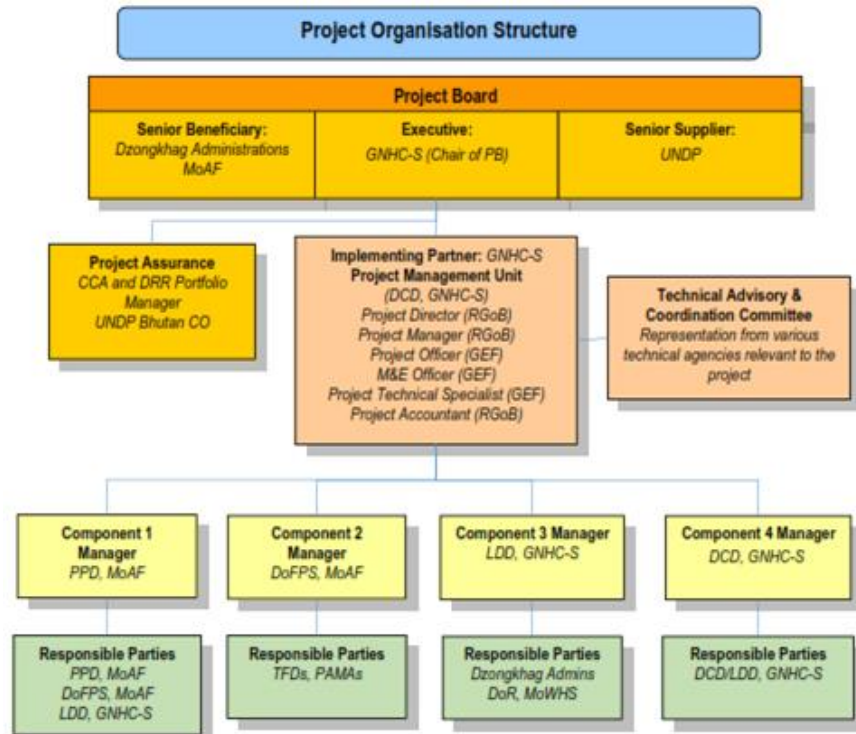 Project Organisation Structure
Project Board
Senior Beneficiary:
Dzongkhag Administrations
MoAF
Executive:
GNHC-S (Chair of PB)
Senior Supplier:
UNDP
Project Assurance
CCA and DRR Portfolio
Manager
UNDP Bhutan CO
Implementing Partner: GNHC-S
Project Management Unit
(DCD, GNHC-S)
Project Director (RGoB)
Project Manager (RGoB)
Project Officer (GEF)
M&E Officer (GEF)
Project Technical Specialist (GEF)
Project Accountant (RGoB)
Technical Advisory &
Coordination Committee
Representation from various
technical agencies relevant to the
project
Component 1
Manager
PPD, MoAF
Component 2
Manager
DoFPS, MoAF
Component 3 Manager
LDD, GNHC-S
Component 4 Manager
DCD, GNHC-S
Responsible Parties
PPD, MoAF
DoFPS, MoAF
LDD, GNHC-S
Responsible Parties
TFDs, PAMAs
Responsible Parties
Dzongkhag Admins
DoR, MoWHS
Responsible Parties
DCD/LDD, GNHC-S